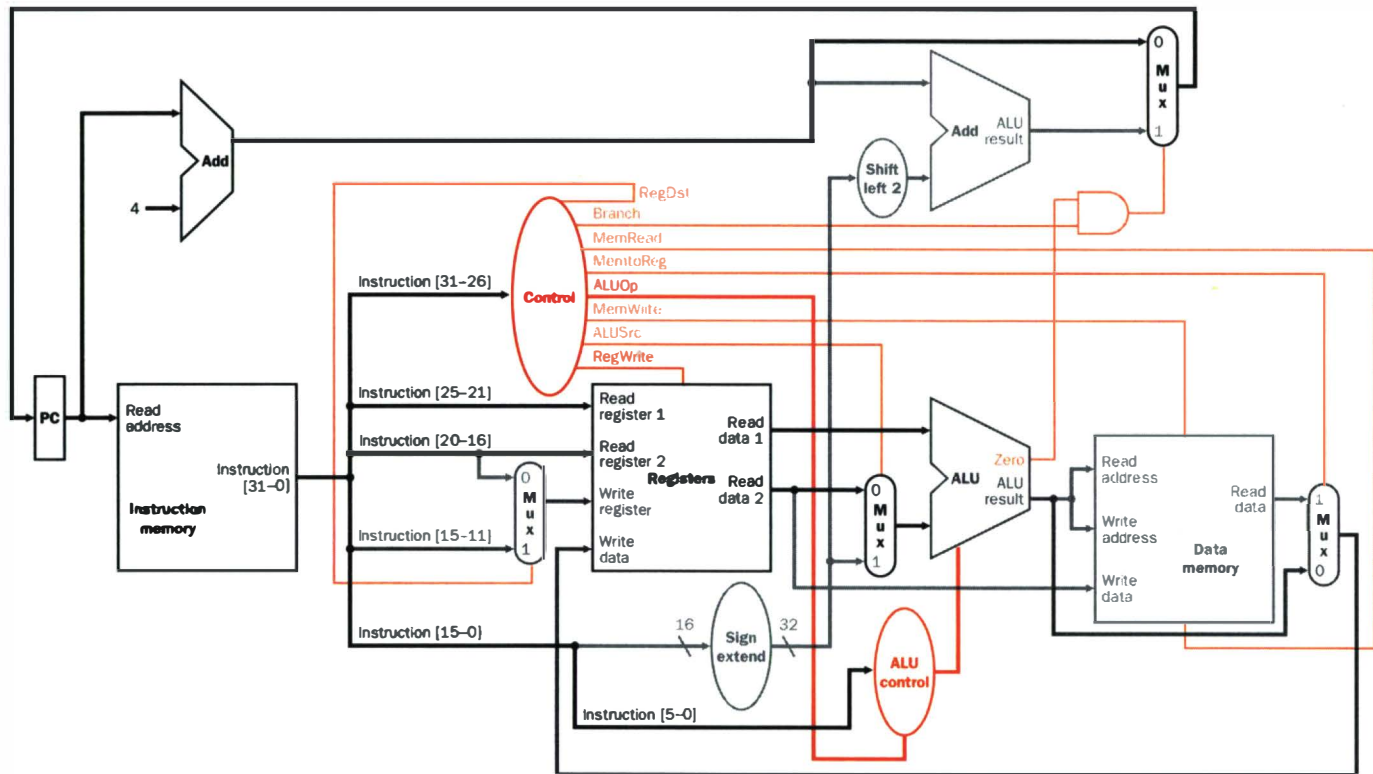 0
M
u
x
1
Add
ALU
result
Add
Shift
left 2
4
RegDst
Branch
MemRead
MemtoReg
ALUOp
MemWrite
ALUSrc
RegWrite
Control
Instruction [31–26]
Instruction [25–21]
Instruction [20–16]
Instruction [15–11]
Instruction [15–0]
Instruction [5–0]
PC
Read
address
Instruction
[31–0]
Instruction
memory
0
M
u
x
1
Read
register 1
Read
register 2
Write
register
Write
data
Registers
Read
data 1
Read
data 2
0
M
u
x
1
Zero
ALU
ALU
result
Read
address
Write
address
Write
data
Read
data
Data
memory
1
M
u
x
0
16
Sign
extend
32
ALU
control